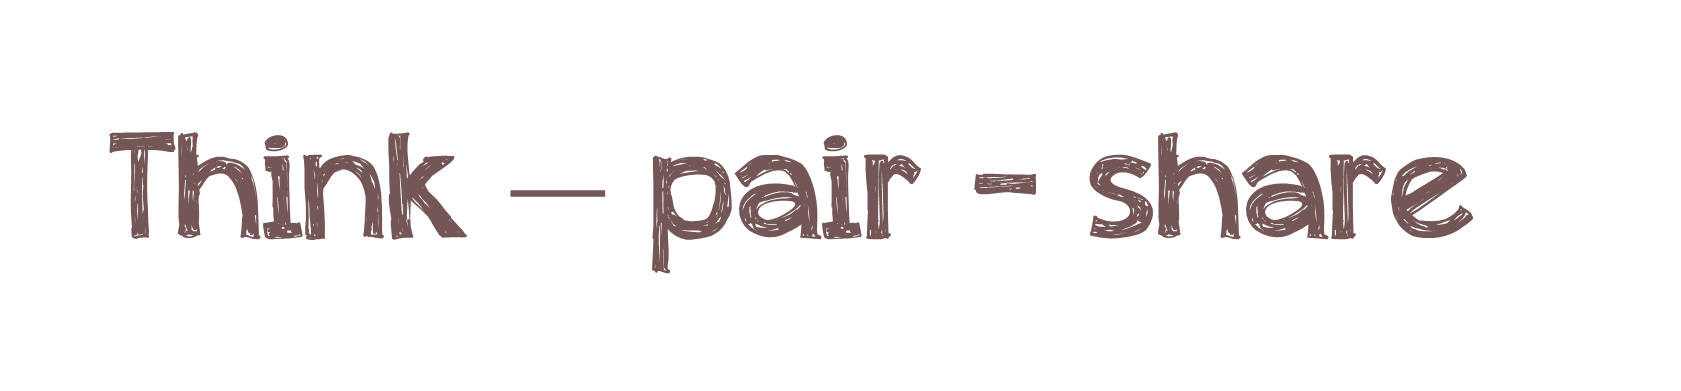 Think – pair - share